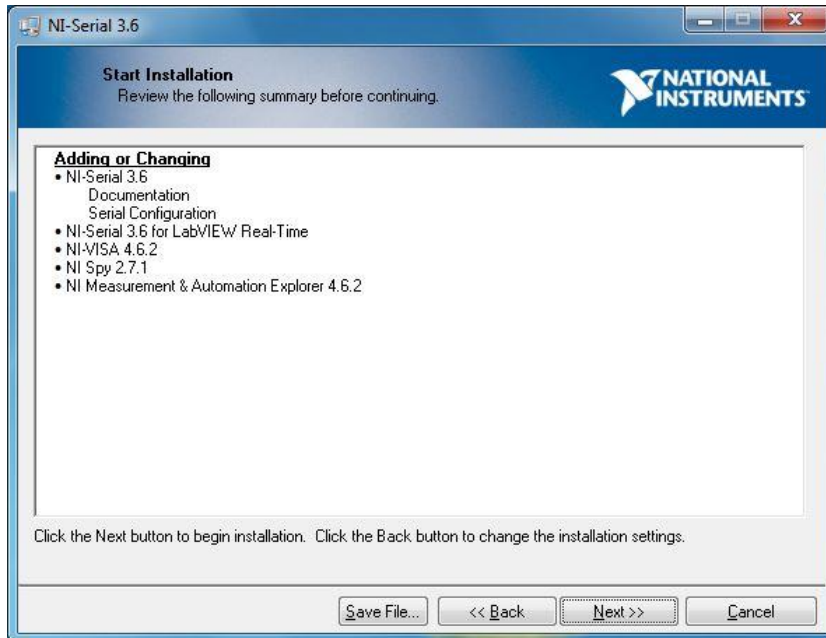 NI-Serial 3.6
Start Installation
Review the following summary before continuing.
NATIONAL
INSTRUMENTS
Adding or Changing
• NI-Serial 3.6
Documentation
Serial Configuration
• NI-Serial 3.6 for LabVIEW Real-Time
• NI-VISA 4.6.2
• NI Spy 2.7.1
• NI Measurement & Automation Explorer 4.6.2
Click the Next button to begin installation. Click the Back button to change the installation settings.
Save File...
<< Back
Next >>
Cancel